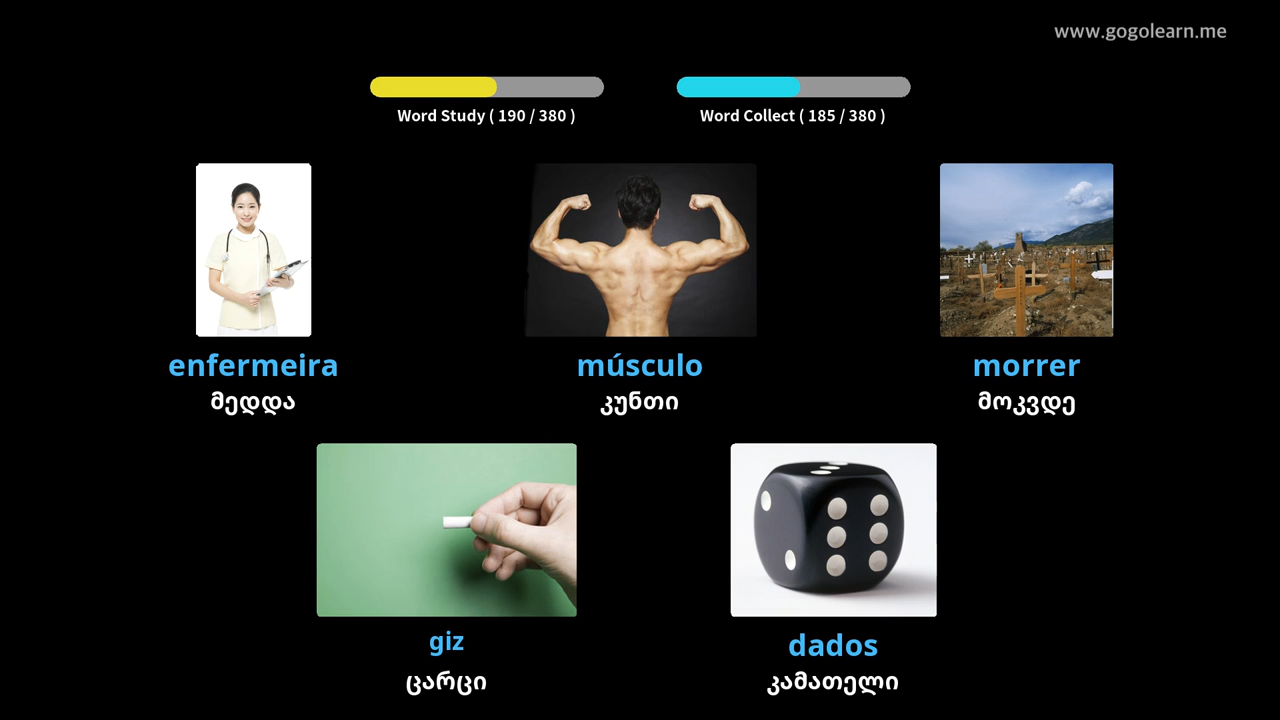 www.gogolearn.me
Word Study ( 190 / 380 )
Word Collect ( 185 / 380 )
enfermeira
მედდა
músculo
კუნთი
morrer
მოკვდე
giz
ცარცი
dados
კამათელი